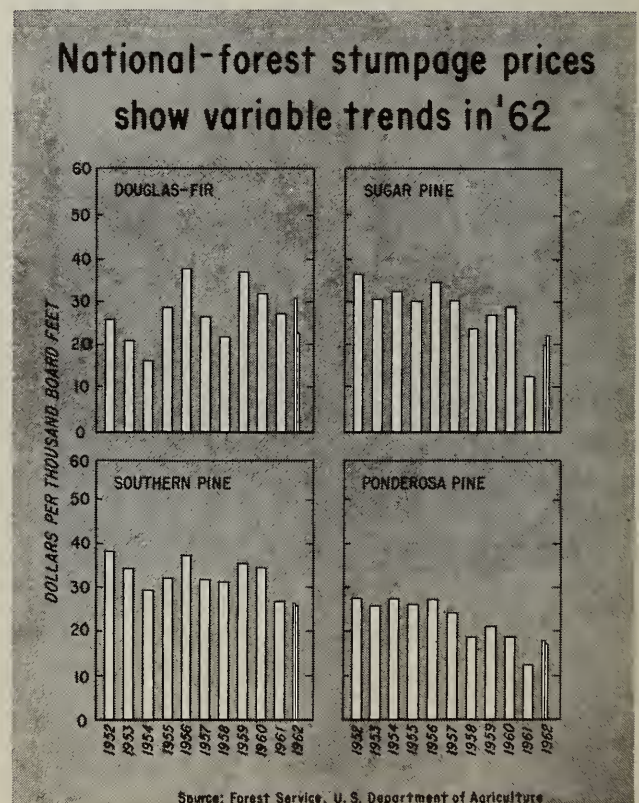 National-forest stumpage prices
show variable trends in '62
DOLLARS PER THOUSAND BOARD FEET
60
50
40
30
20
10
0
DOUGLAS-FIR
SUGAR PINE
60
50
40
30
20
10
0
SOUTHERN PINE
PONDEROSA PINE
1952 1953 1954 1955 1956 1957 1958 1959 1960 1961 1962
1952 1953 1954 1955 1956 1957 1958 1959 1960 1961 1962
Source: Forest Service, U. S. Department of Agriculture